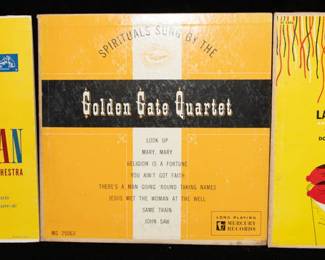 AN
CHESTRA
SPIRITUALS SUNG BY THE
Golden Gate Quartet
LOOK UP
MARY, MARY
RELIGION IS A FORTUNE
YOU AIN'T GOT FAITH
THERE'S A MAN GOING 'ROUND TAKING NAMES
JESUS MET THE WOMAN AT THE WELL
SAME TRAIN
JOHN SAW
MG 25063
LONG PLAYING
MERCURY
RECORDS
LA
DO